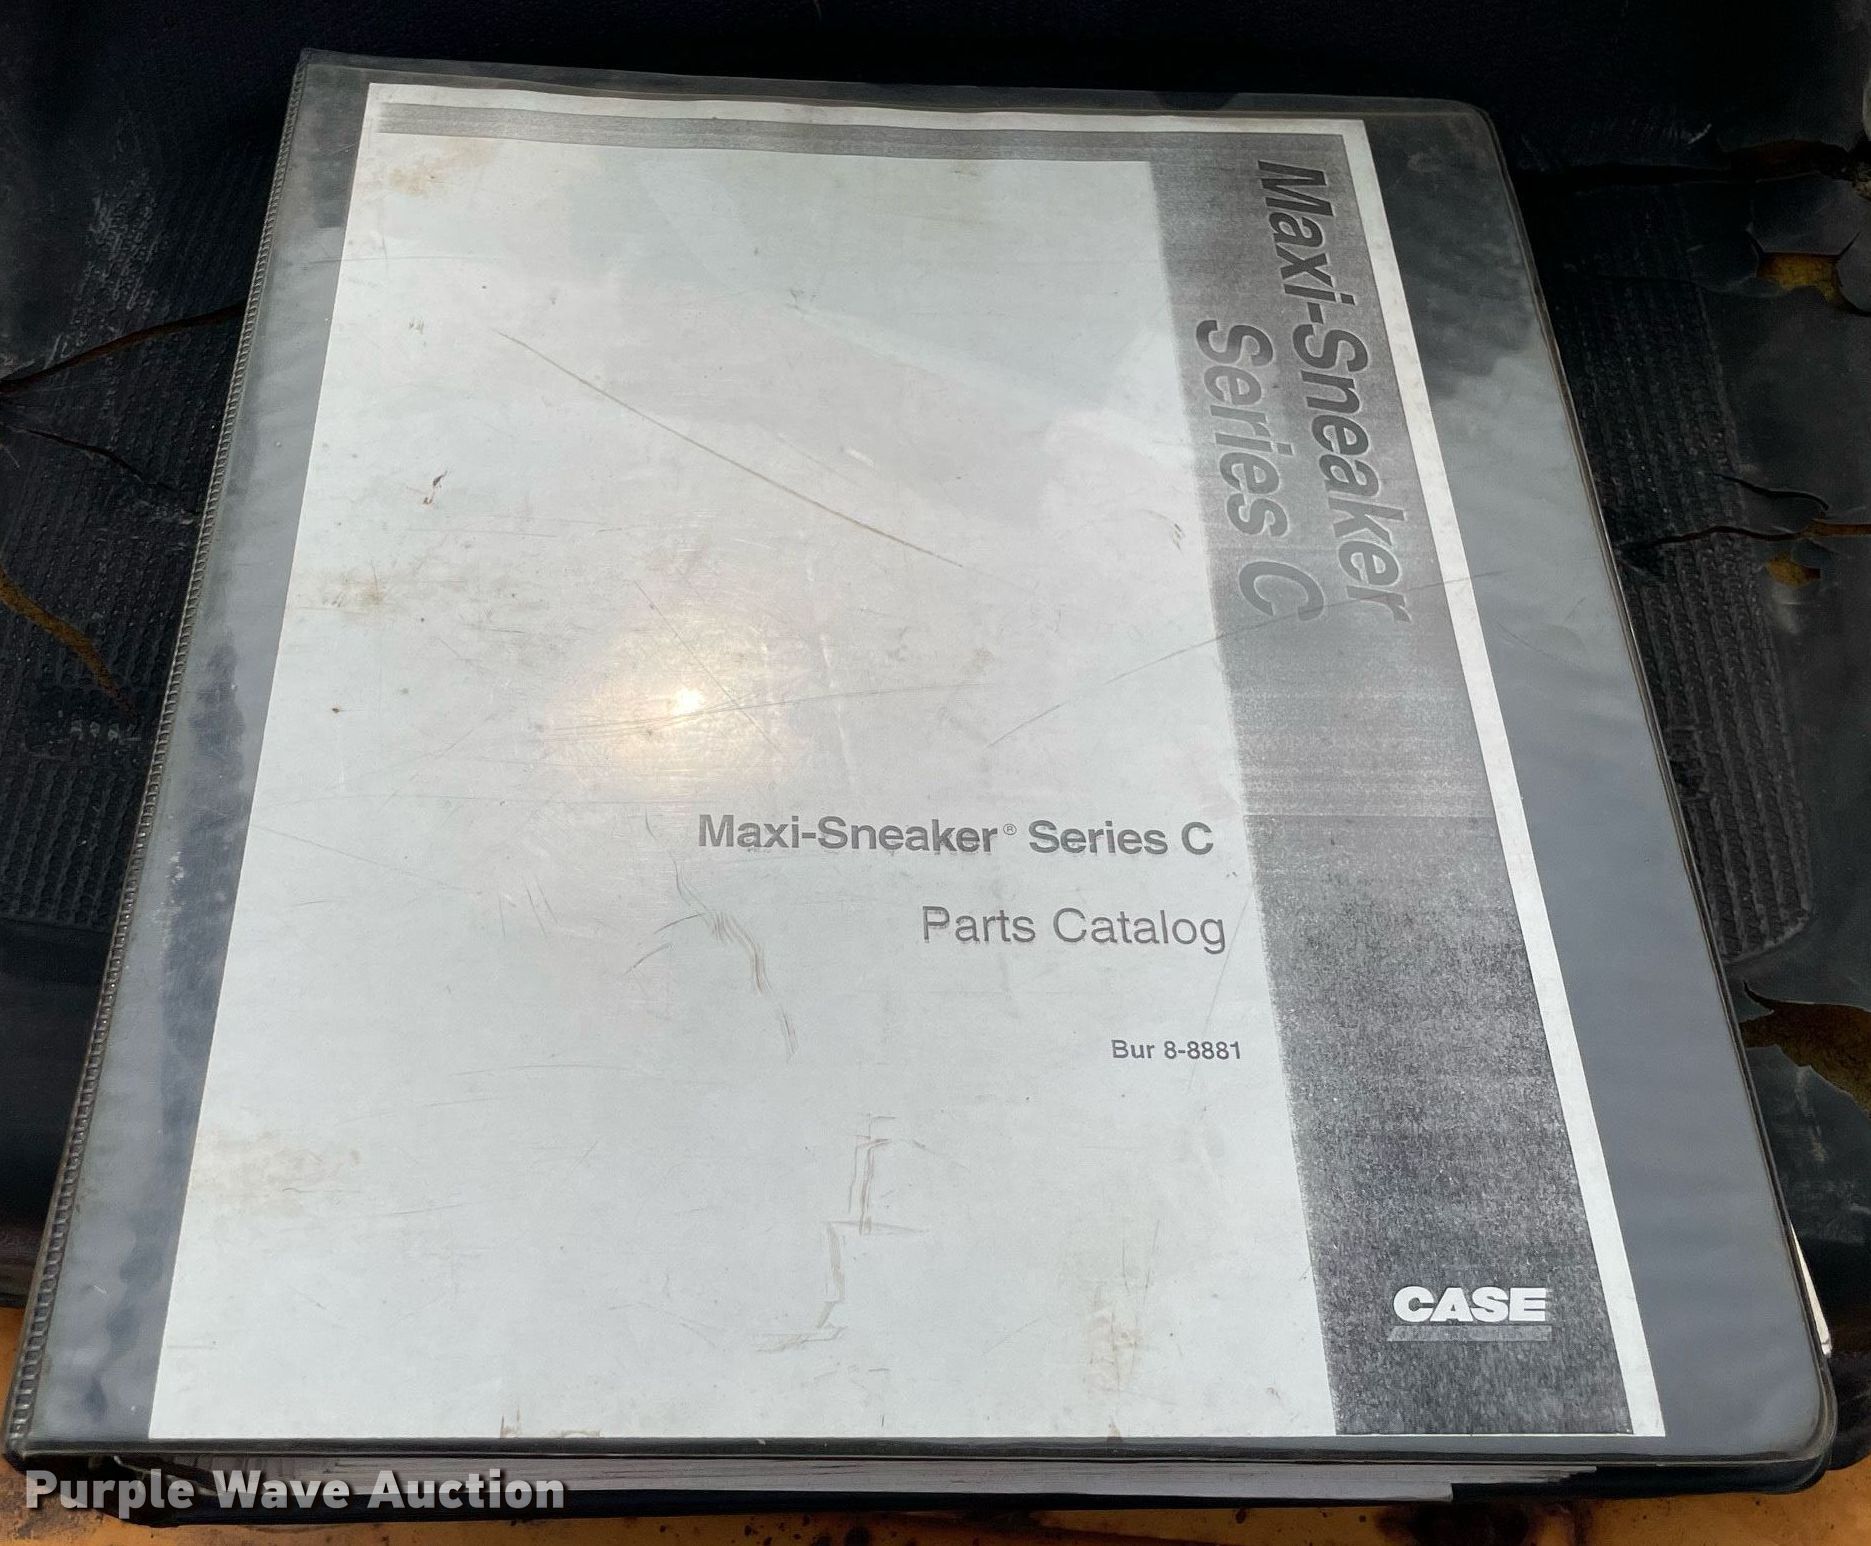 Maxi-Sneaker
Series C
Maxi-Sneaker® Series C
Parts Catalog
Bur 8-8881
CASE
Purple Wave Auction